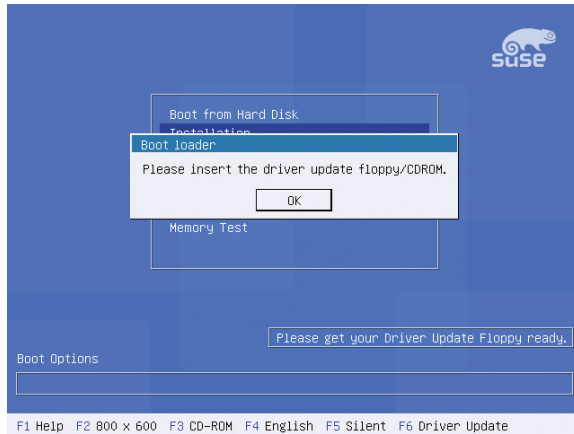 SUSE
Boot from Hard Disk
Installation
Boot loader
Please insert the driver update floppy/CDROM.
OK
Memory Test
Please get your Driver Update Floppy ready.
Boot Options
F1 Help F2 800 x 600 F3 CD-ROM F4 English F5 Silent F6 Driver Update